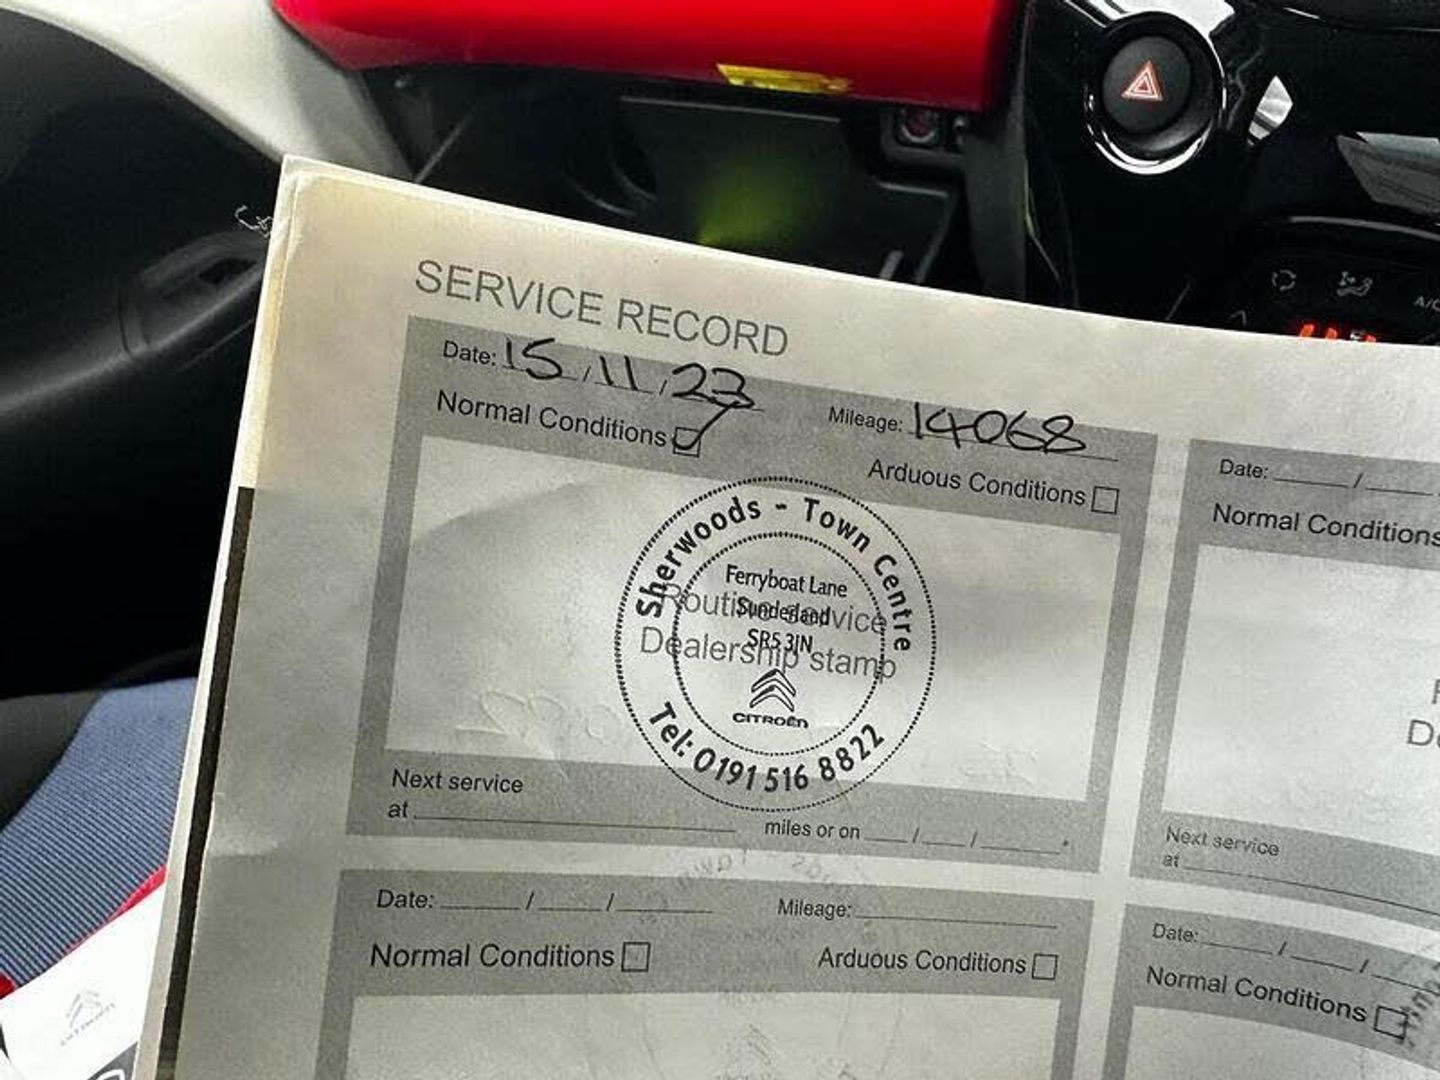 SERVICE RECORD
Date: 15/11/23 Mileage: 14068
Normal Conditions Arduous Conditions
Sherwoods - Town Centre
Ferryboat Lane
Sunderland
SR5 3JN
CITROËN
Tel: 0191 516 8822
Routine service
Dealership stamp
Next service
at miles or on / / .
Date: / /
Normal Conditions
Next service
at
Date: / / Mileage:
Normal Conditions Arduous Conditions
Date: / /
Normal Conditions
A/C
CITROËN